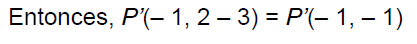 Entonces, P’(– 1, 2 – 3) = P’(– 1, – 1)